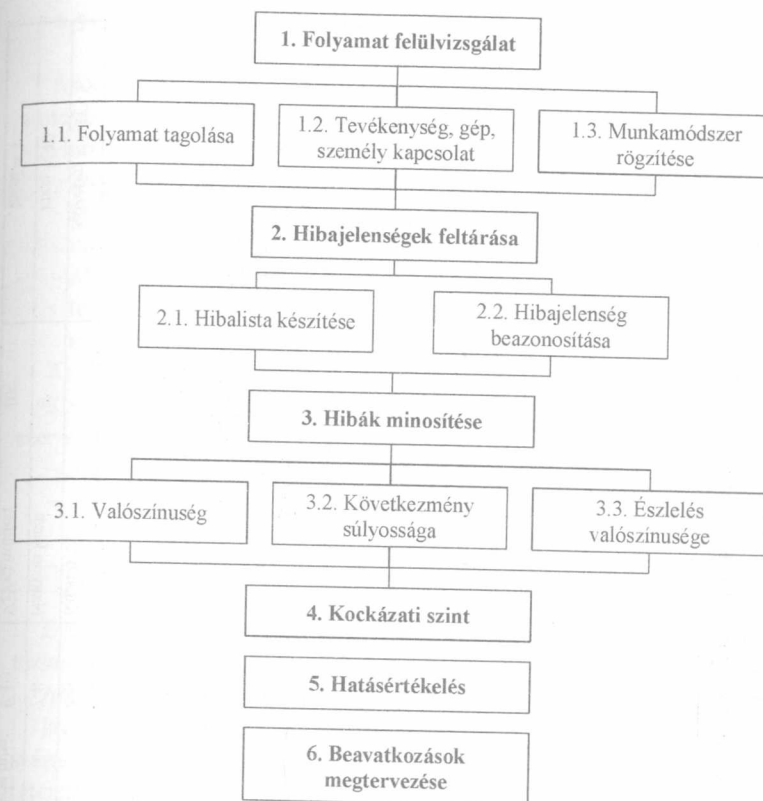 1. Folyamat felülvizsgálat
1.1. Folyamat tagolása
1.2. Tevékenység, gép,
személy kapcsolat
1.3. Munkamódszer
rögzítése
2. Hibajelenségek feltárása
2.1. Hibalista készítése
2.2. Hibajelenség
beazonosítása
3. Hibák minosítése
3.1. Valószínuség
3.2. Következmény
súlyossága
3.3. Észlelés
valószínusége
4. Kockázati szint
5. Hatásértékelés
6. Beavatkozások
megtervezése